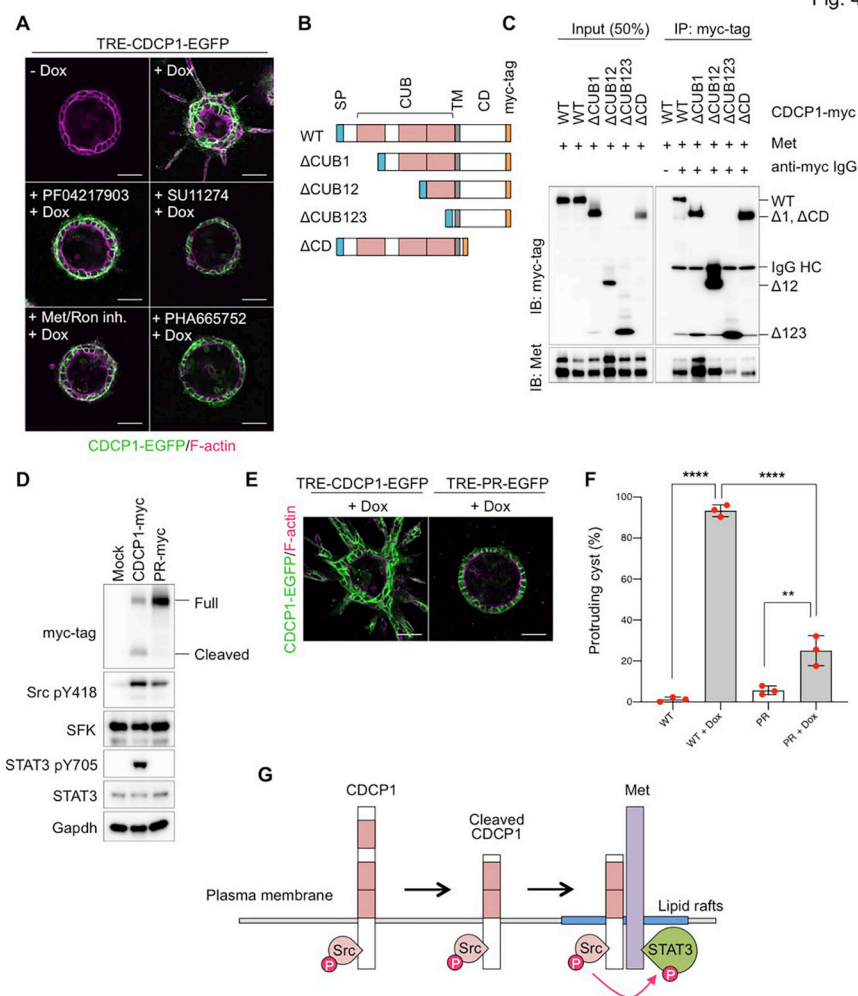 Fig. 4
A
TRE-CDCP1-EGFP
- Dox
+ Dox
+ PF04217903
+ Dox
+ SU11274
+ Dox
+ Met/Ron inh.
+ Dox
+ PHA665752
+ Dox
CDCP1-EGFP/F-actin
B
SP
CUB
TM
CD
myc-tag
WT
ΔCUB1
ΔCUB12
ΔCUB123
ΔCD
C
Input (50%)
IP: myc-tag
WT
WT
ΔCUB1
ΔCUB12
ΔCUB123
ΔCD
WT
WT
ΔCUB1
ΔCUB12
ΔCUB123
ΔCD
CDCP1-myc
+ + + + + + + + + + + + Met
- + + + + + anti-myc IgG
IB: myc-tag
WT
Δ1, ΔCD
IgG HC
Δ12
Δ123
IB: Met
D
Mock
CDCP1-myc
PR-myc
myc-tag
Full
Cleaved
Src pY418
SFK
STAT3 pY705
STAT3
Gapdh
E
TRE-CDCP1-EGFP
TRE-PR-EGFP
+ Dox
+ Dox
CDCP1-EGFP/F-actin
F
Protruding cyst (%)
100
80
60
40
20
0
****
****
**
WT
WT + Dox
PR
PR + Dox
G
CDCP1
Cleaved
CDCP1
Met
Plasma membrane
Lipid rafts
Src
P
Src
P
Src
P
STAT3
P